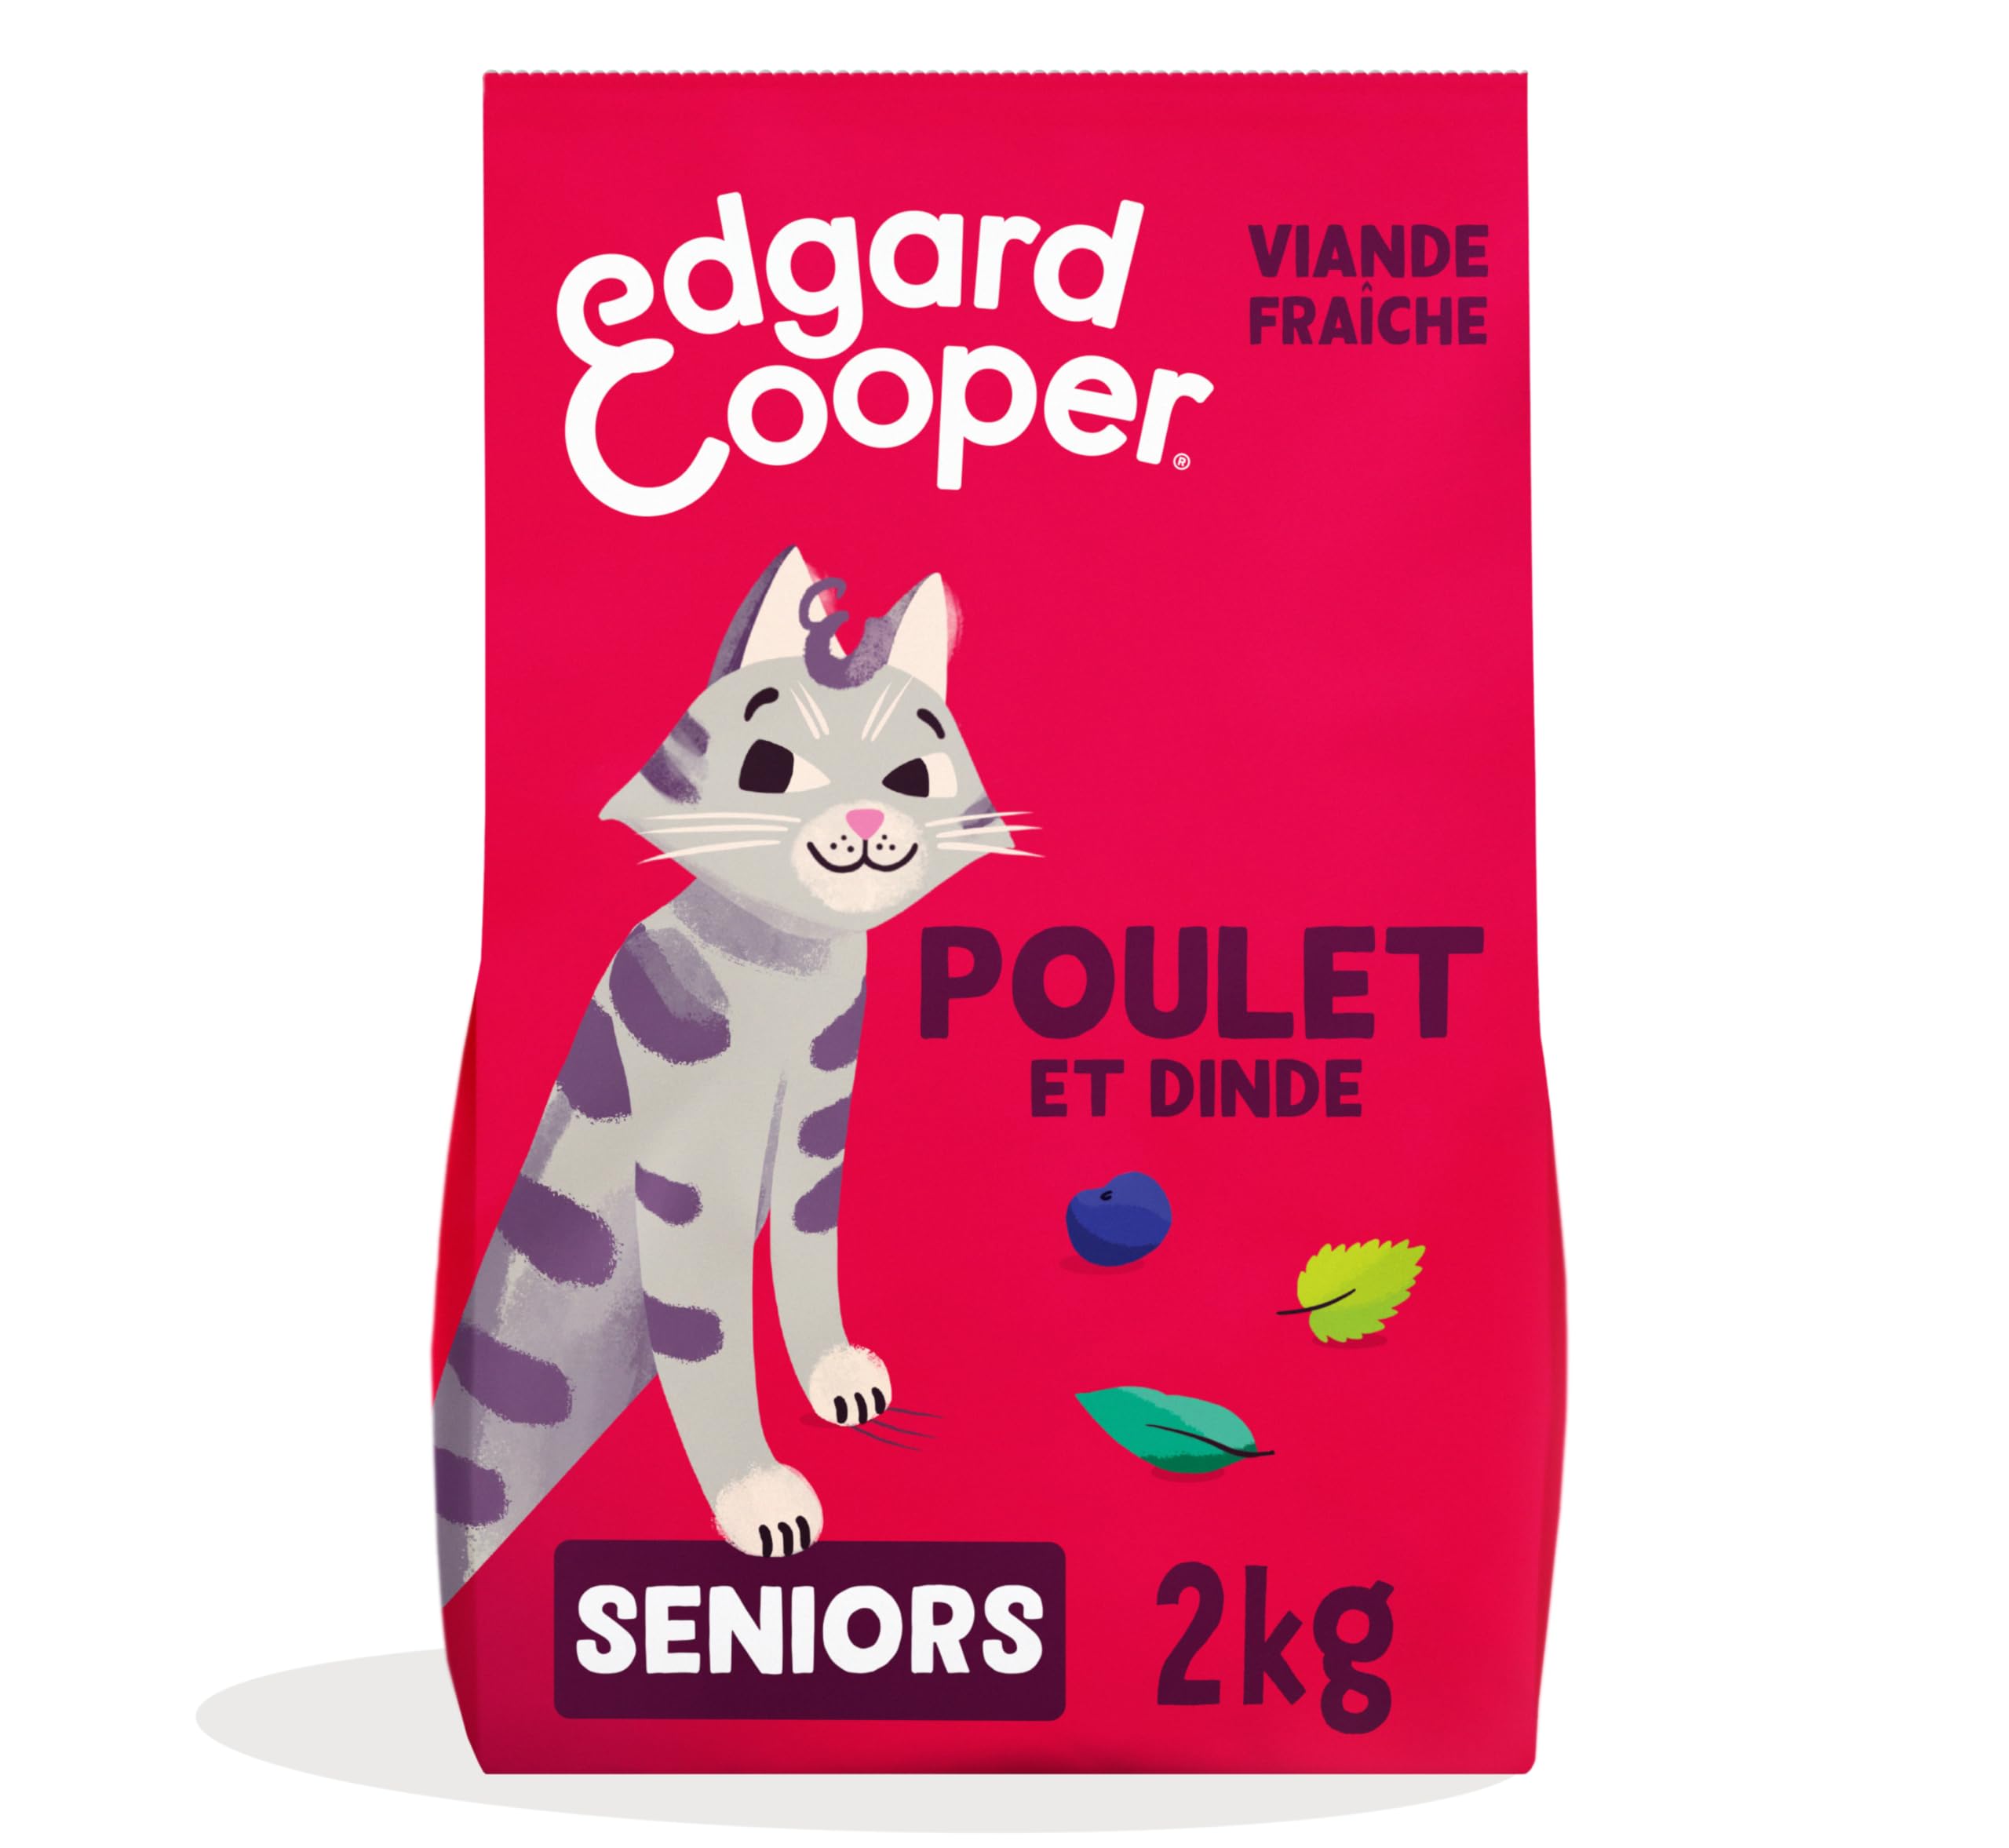 Edgard
Cooper®
VIANDE
FRAÎCHE
POULET
ET DINDE
SENIORS
2kg